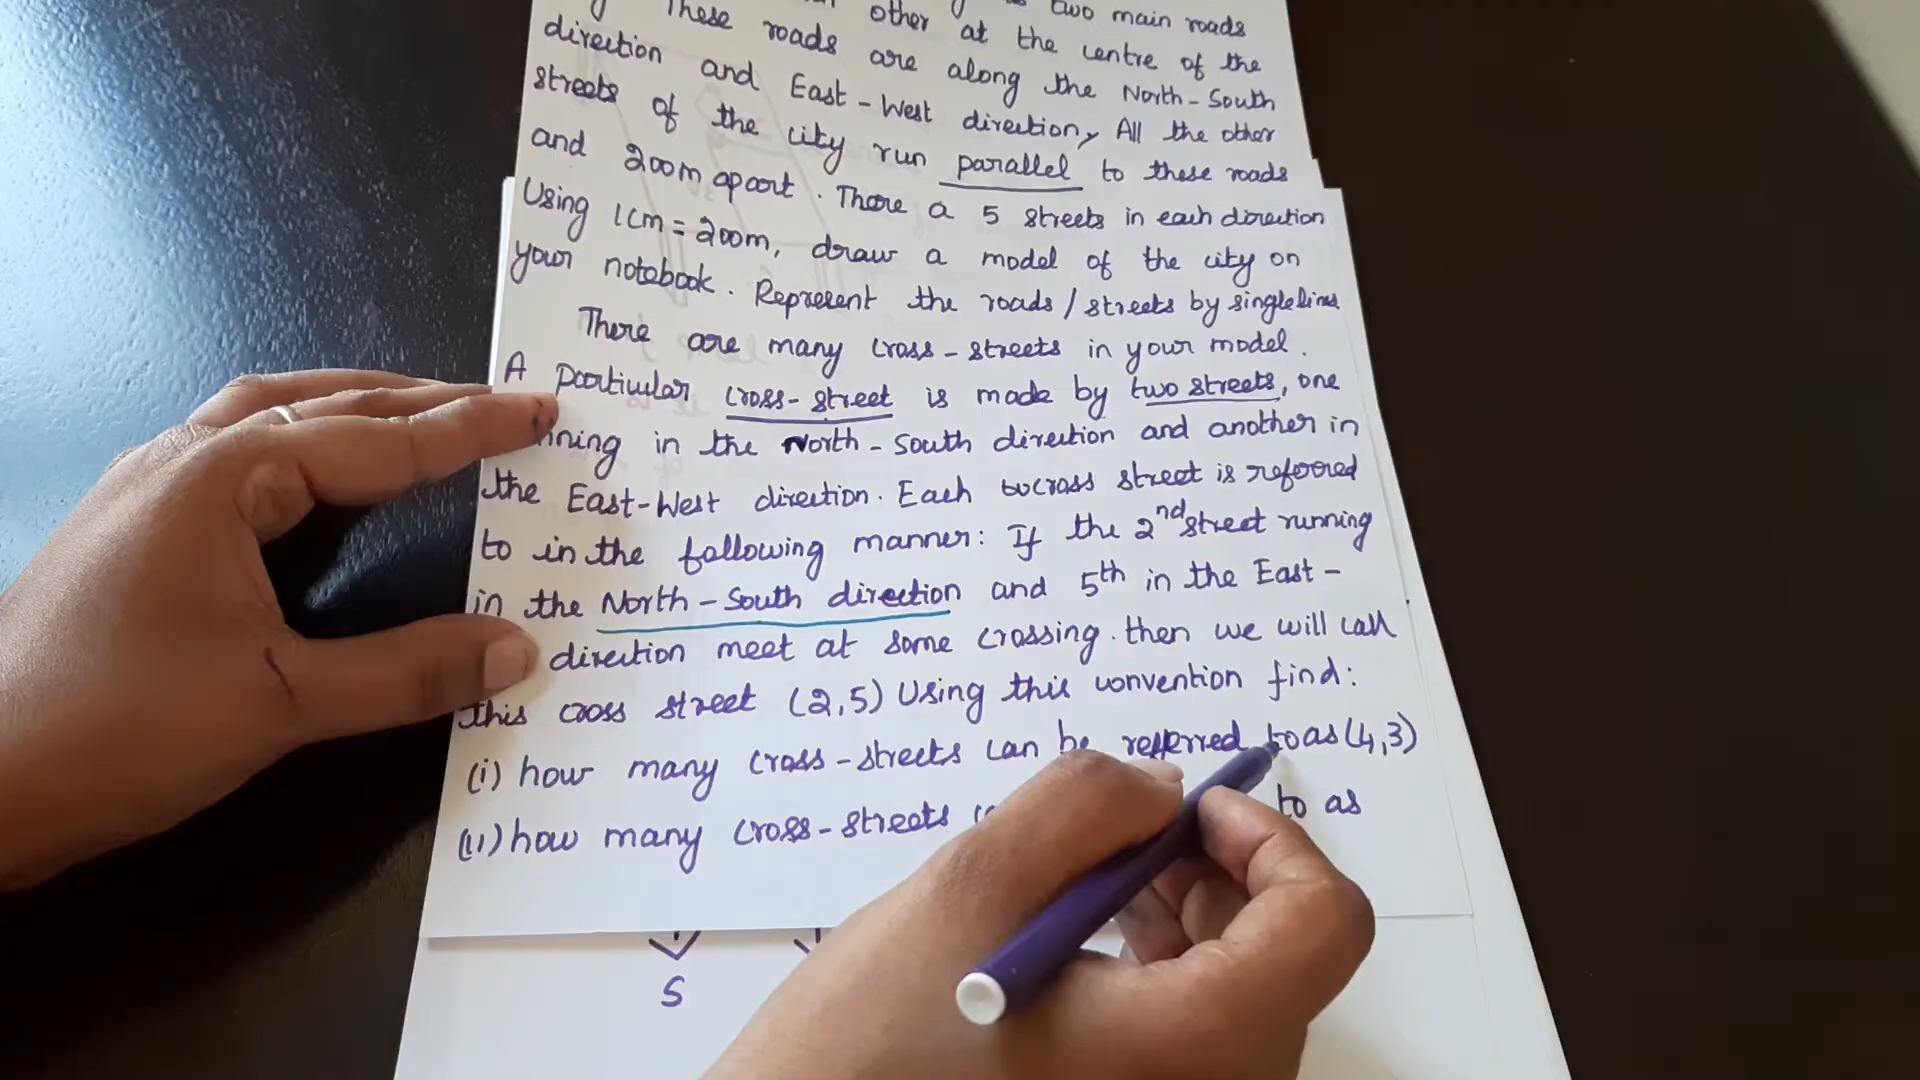 two main roads
other at the centre of the
These roads are along the North-South
direction and East-West direction, All the other
streets of the city run parallel to these roads
and 200m apart. There a 5 streets in each direction
Using 1cm = 200m, draw a model of the city on
your notebook. Represent the roads/streets by single lines
There are many cross-streets in your model.
A particular cross-street is made by two streets, one
nning in the North-South direction and another in
the East-West direction. Each cross street is referred
to in the following manner: If the 2nd street running
in the North-South direction and 5th in the East-
direction meet at some crossing. then we will call
this cross street (2,5) Using this convention find:
(i) how many cross-streets can be referred to as (4,3)
(ii) how many cross-streets to as
S